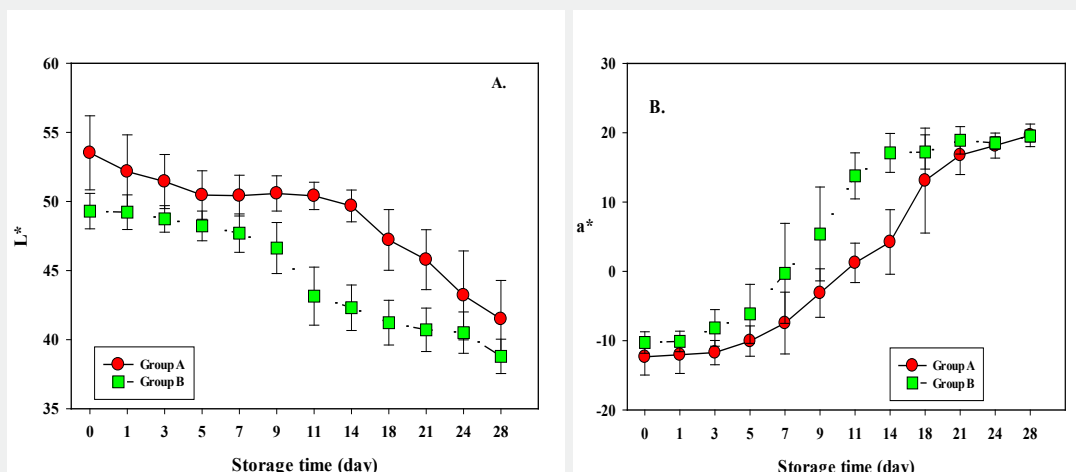 60
A.
55
50
L*
45
40
Group A
Group B
35
0 1 3 5 7 9 11 14 18 21 24 28
Storage time (day)
30
B.
20
10
a*
0
-10
Group A
Group B
-20
0 1 3 5 7 9 11 14 18 21 24 28
Storage time (day)